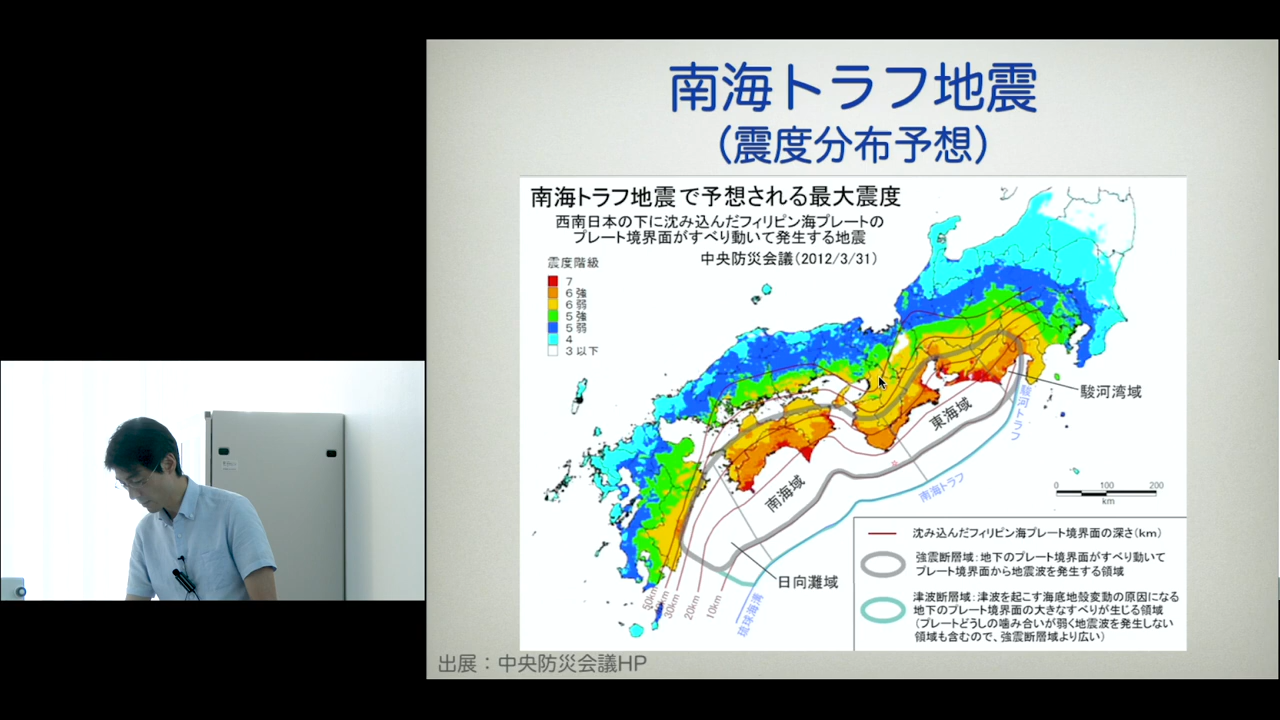 南海トラフ地震
（震度分布予想）
南海トラフ地震で予想される最大震度
西南日本の下に沈み込んだフィリピン海プレートの
プレート境界面がすべり動いて発生する地震
中央防災会議（2012/3/31）
震度階級
7
6強
6弱
5強
5弱
4
3以下
駿河湾域
駿河トラフ
東海域
南海域
南海トラフ
日向灘域
琉球海溝
50km
30km
20km
10km
0 100 200
km
沈み込んだフィリピン海プレート境界面の深さ（km）
強震断層域：地下のプレート境界面がすべり動いて
プレート境界面から地震波を発生する領域
津波断層域：津波を起こす海底地殻変動の原因になる
地下のプレート境界面の大きなすべりが生じる領域
（プレートどうしの噛み合いが弱く地震波を発生しない
領域も含むので、強震断層域より広い）
出展：中央防災会議HP